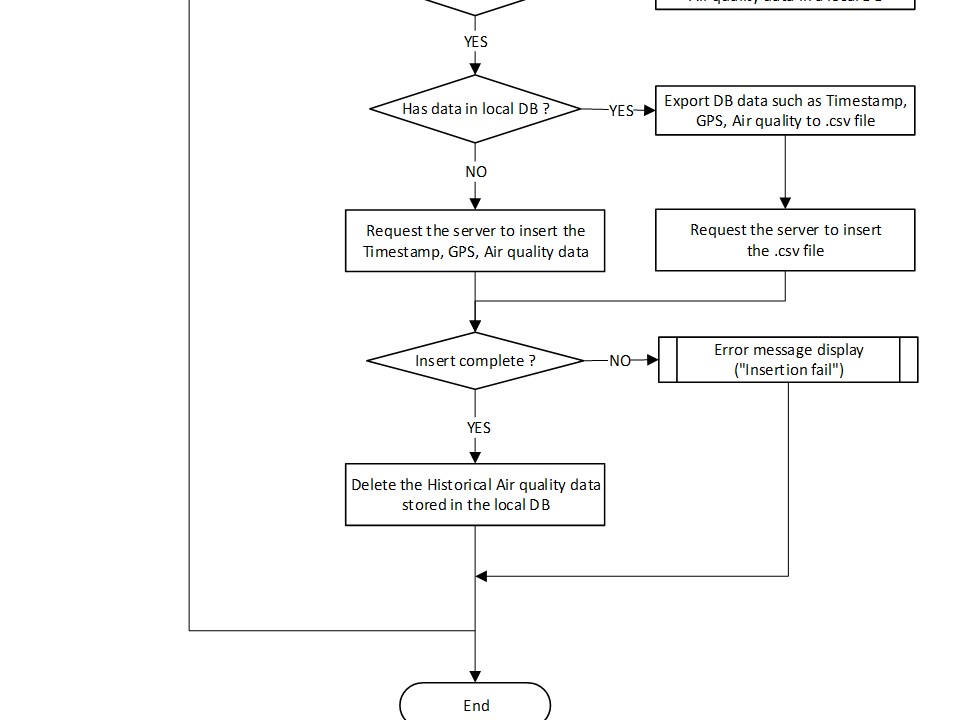 YES
Has data in local DB ?
YES
Export DB data such as Timestamp,
GPS, Air quality to .csv file
NO
Request the server to insert the
Timestamp, GPS, Air quality data
Request the server to insert
the .csv file
Insert complete ?
NO
Error message display
("Insertion fail")
YES
Delete the Historical Air quality data
stored in the local DB
End